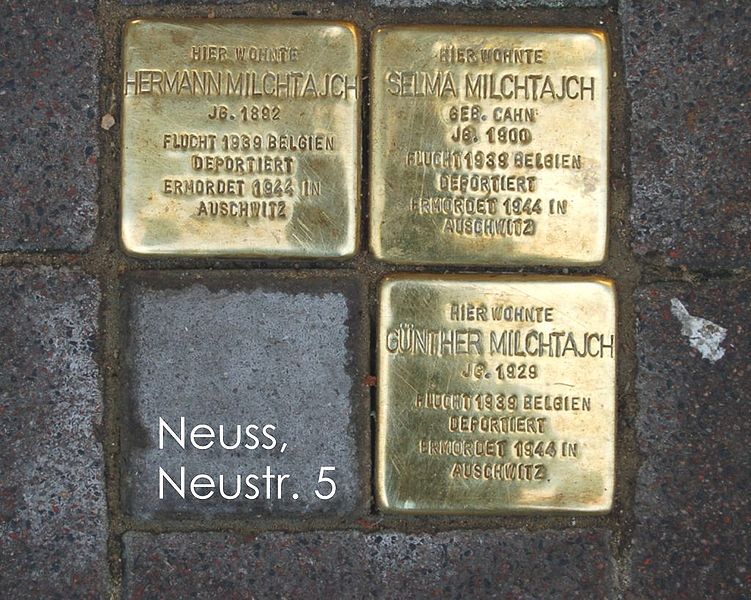 HIER WOHNTE
HERMANN MILCHTAJCH
JG. 1892
FLUCHT 1939 BELGIEN
DEPORTIERT
ERMORDET 1944 IN
AUSCHWITZ
HIER WOHNTE
SELMA MILCHTAJCH
GEB. CAHN
JG. 1900
FLUCHT 1939 BELGIEN
DEPORTIERT
ERMORDET 1944 IN
AUSCHWITZ
Neuss,
Neustr. 5
HIER WOHNTE
GÜNTHER MILCHTAJCH
JG. 1929
FLUCHT 1939 BELGIEN
DEPORTIERT
ERMORDET 1944 IN
AUSCHWITZ